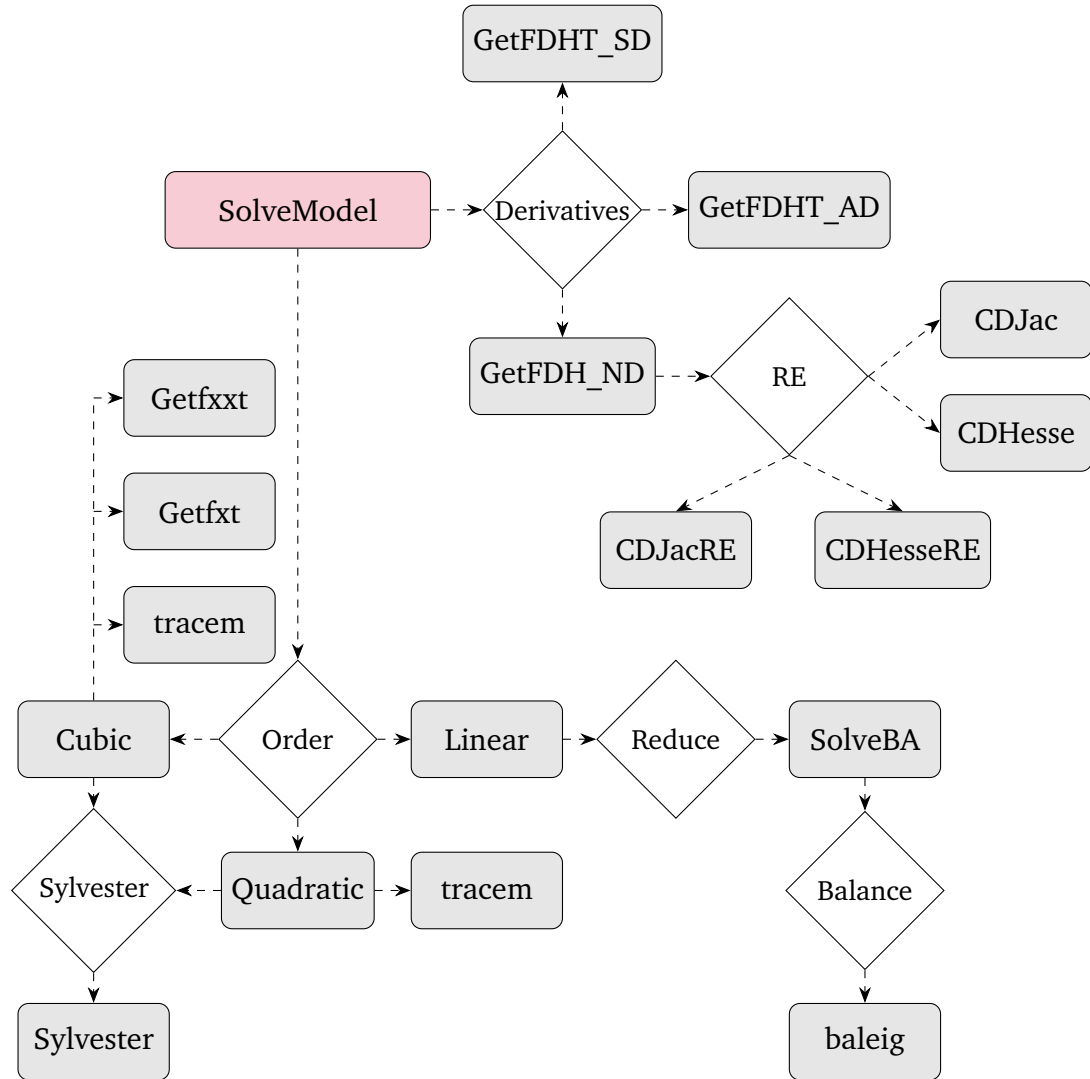 GetFDHT_SD
SolveModel
Derivatives
GetFDHT_AD
CDJac
GetFDH_ND
RE
Getfxxt
CDHesse
Getfxt
CDJacRE
CDHesseRE
tracem
Cubic
Order
Linear
Reduce
SolveBA
Sylvester
Quadratic
tracem
Balance
Sylvester
baleig